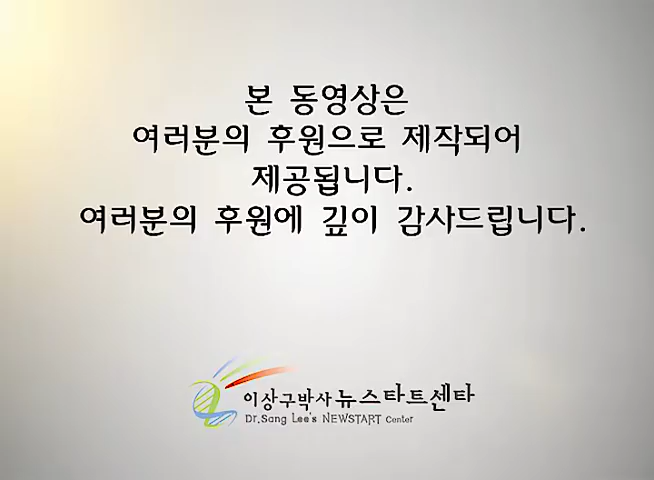 본 동영상은
여러분의 후원으로 제작되어
제공됩니다.
여러분의 후원에 깊이 감사드립니다.
이상구박사 뉴스타트센타
Dr.Sang Lee's NEWSTART Center